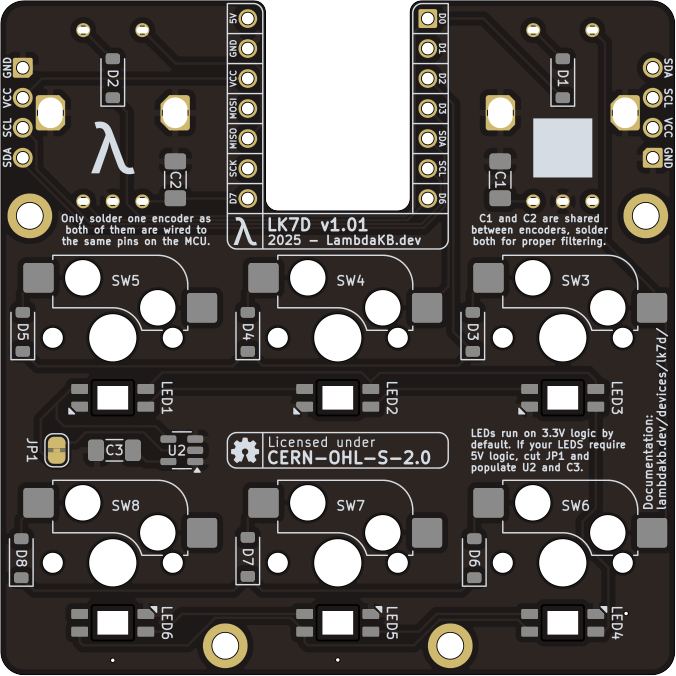 5V
GND
VCC
MOSI
MISO
SCK
D7
D0
D1
D2
D3
SDA
SCL
D6
GND
VCC
SCL
SDA
D2
λ
C2
D1
C1
SDA
SCL
VCC
GND
Only solder one encoder as
both of them are wired to
the same pins on the MCU.
λ
LK7D v1.01
2025 - LambdaKB.dev
C1 and C2 are shared
between encoders, solder
both for proper filtering.
SW5
SW4
SW3
D5
D4
D3
LED1
LED2
LED3
JP1
C3
U2
Licensed under
CERN-OHL-S-2.0
LEDs run on 3.3V logic by
default. If your LEDS require
5V logic, cut JP1 and
populate U2 and C3.
Documentation:
lambdakb.dev/devices/lk7d/
SW8
SW7
SW6
D8
D7
D6
LED6
LED5
LED4